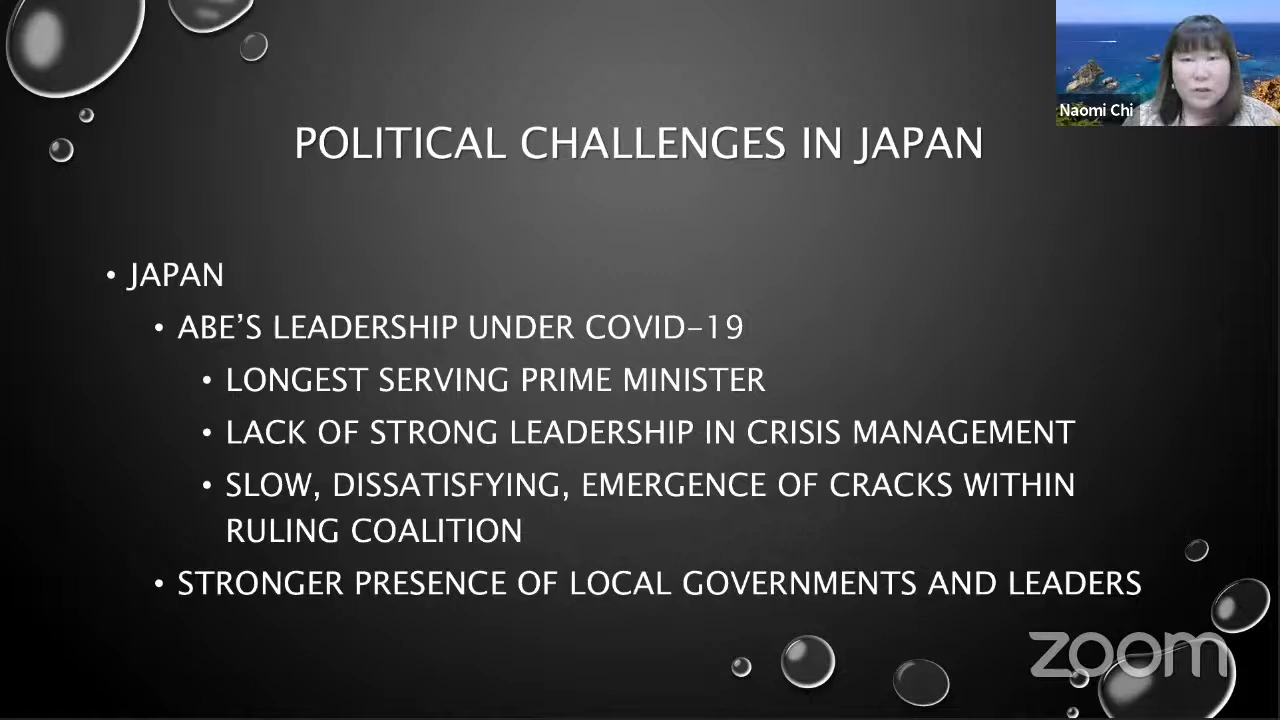 Naomi Chi
POLITICAL CHALLENGES IN JAPAN
• JAPAN
• ABE’S LEADERSHIP UNDER COVID-19
• LONGEST SERVING PRIME MINISTER
• LACK OF STRONG LEADERSHIP IN CRISIS MANAGEMENT
• SLOW, DISSATISFYING, EMERGENCE OF CRACKS WITHIN
RULING COALITION
• STRONGER PRESENCE OF LOCAL GOVERNMENTS AND LEADERS
zoom